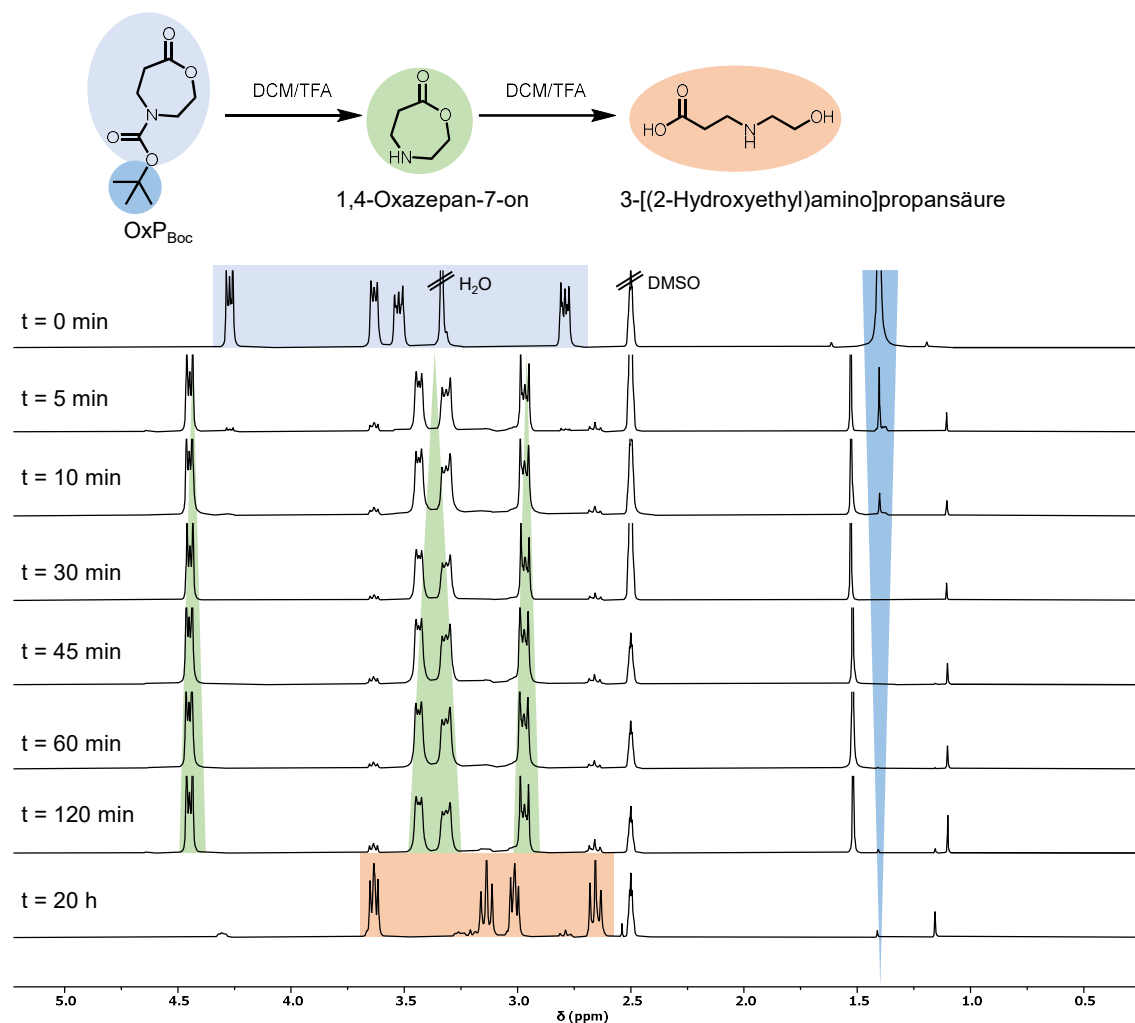 O
O
DCM/TFA
DCM/TFA
O
O
OH
N
O
O
HO
N
H
O
HN
1,4-Oxazepan-7-on
3-[(2-Hydroxyethyl)amino]propansäure
OxP_Boc
H₂O
DMSO
t = 0 min
t = 5 min
t = 10 min
t = 30 min
t = 45 min
t = 60 min
t = 120 min
t = 20 h
5.0 4.5 4.0 3.5 3.0 2.5 2.0 1.5 1.0 0.5
δ (ppm)